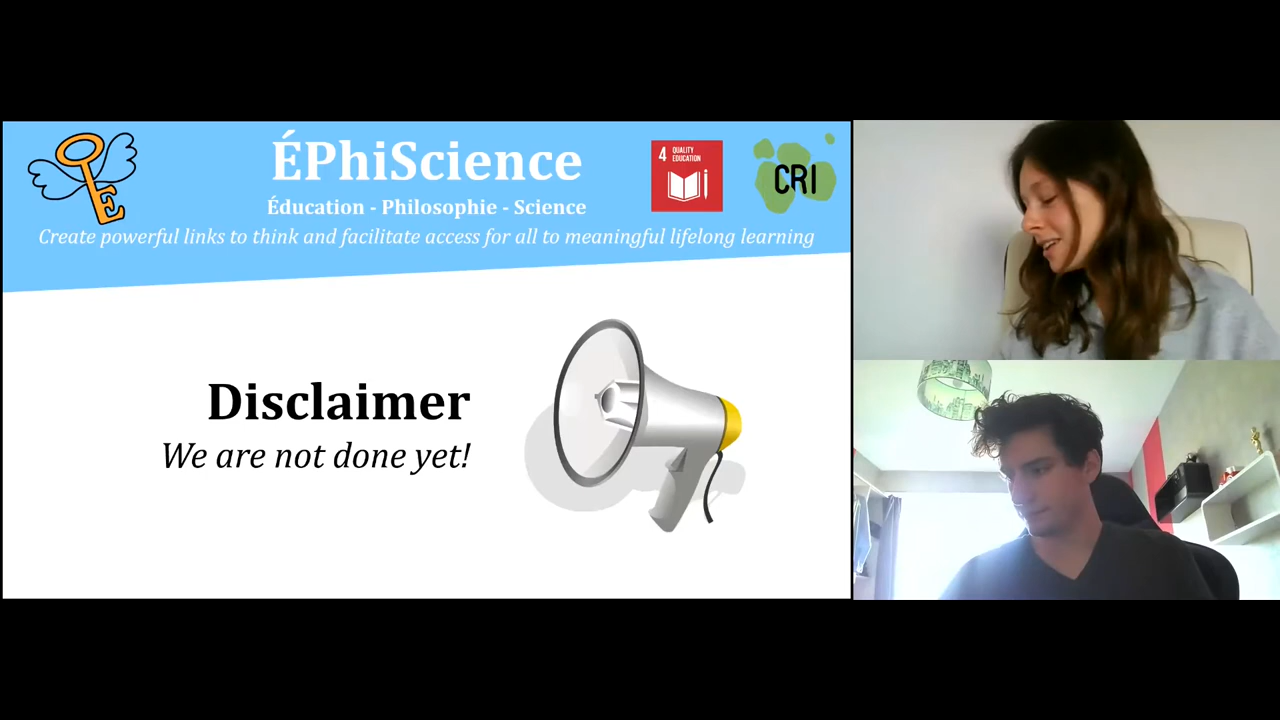 ÉPhiScience
Éducation - Philosophie - Science
Create powerful links to think and facilitate access for all to meaningful lifelong learning
4 QUALITY
EDUCATION
CRI
E
Disclaimer
We are not done yet!